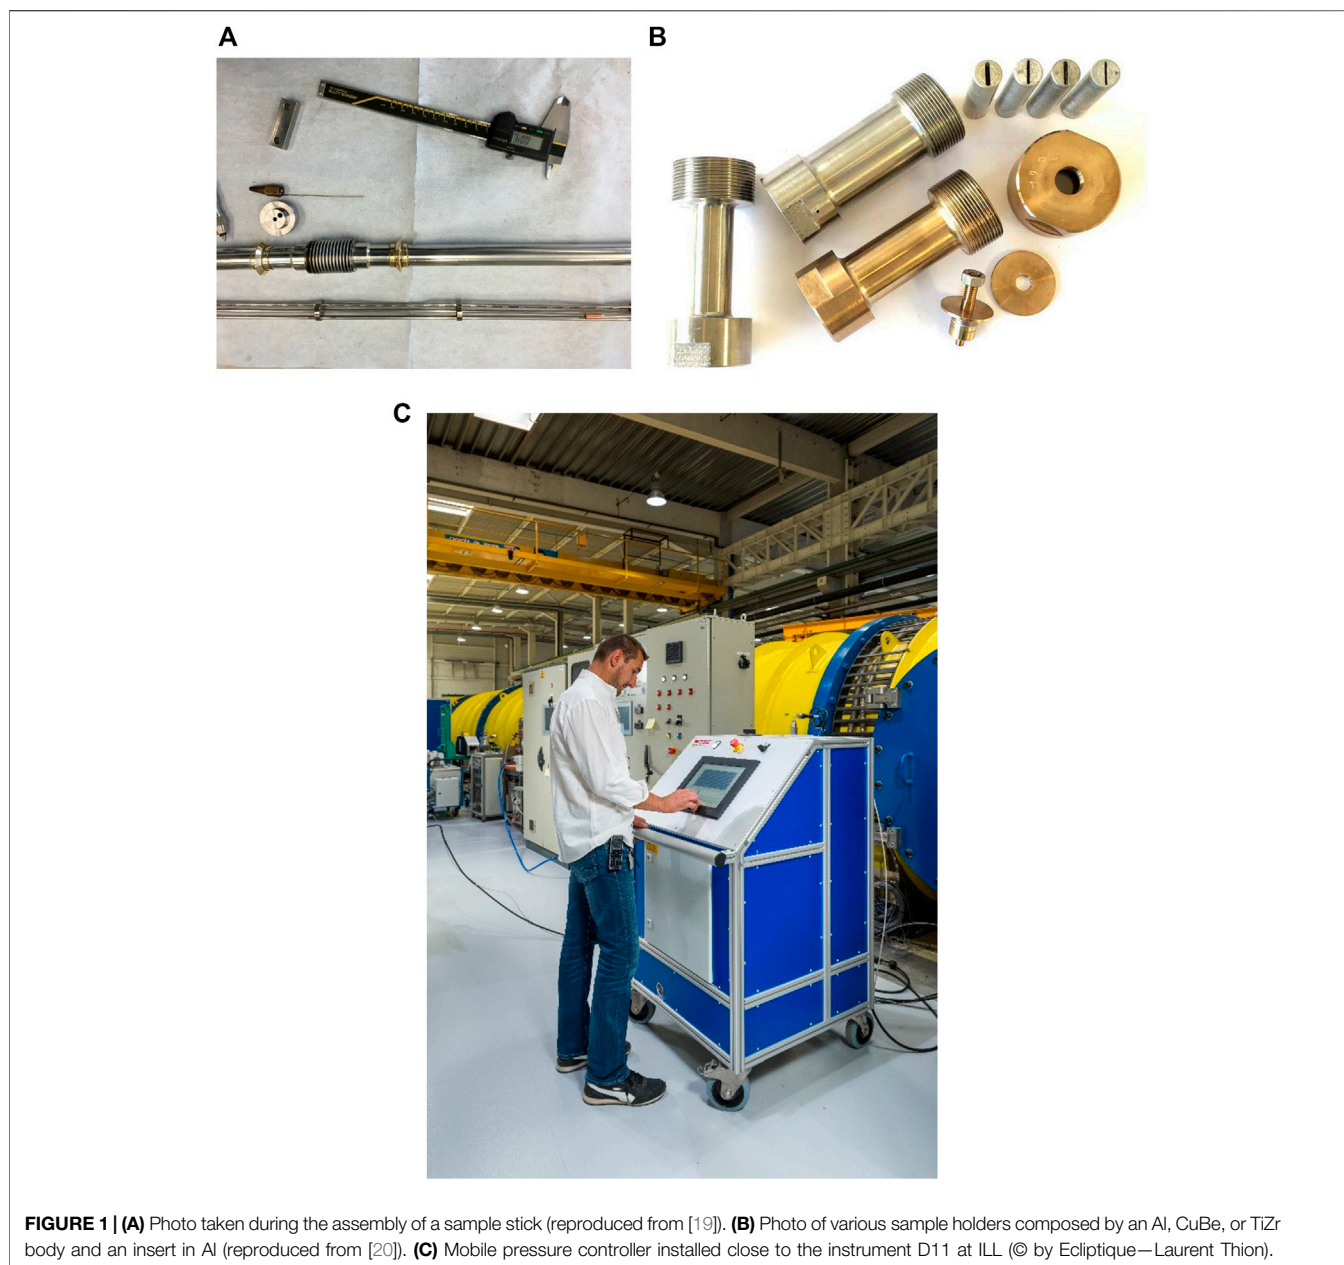 A
B
C
FIGURE 1 | (A) Photo taken during the assembly of a sample stick (reproduced from [19]). (B) Photo of various sample holders composed by an Al, CuBe, or TiZr
body and an insert in Al (reproduced from [20]). (C) Mobile pressure controller installed close to the instrument D11 at ILL (© by Ecliptique—Laurent Thion).